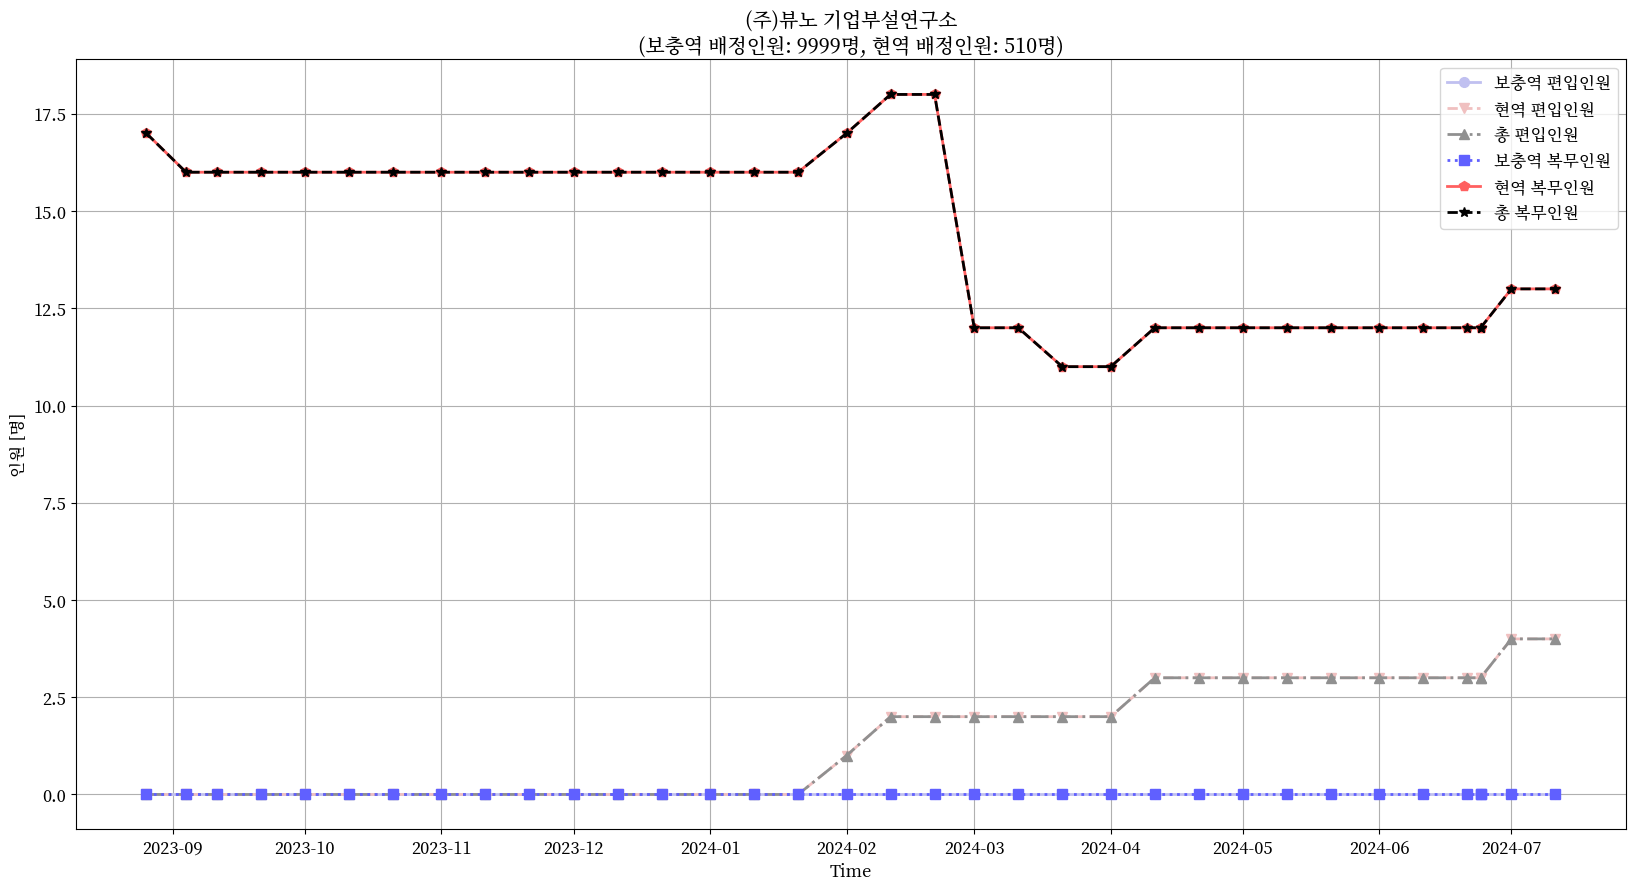 (주)뷰노 기업부설연구소
(보충역 배정인원: 9999명, 현역 배정인원: 510명)
보충역 편입인원
현역 편입인원
총 편입인원
보충역 복무인원
현역 복무인원
총 복무인원
인원 [명]
17.5
15.0
12.5
10.0
7.5
5.0
2.5
0.0
2023-09 2023-10 2023-11 2023-12 2024-01 2024-02 2024-03 2024-04 2024-05 2024-06 2024-07
Time